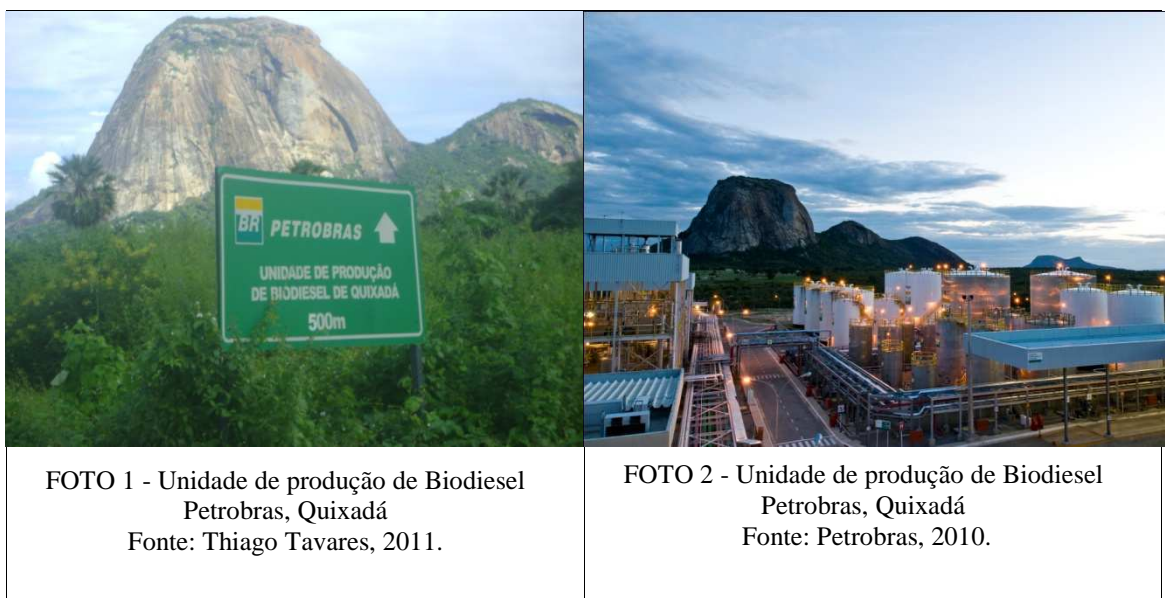 BR PETROBRAS
UNIDADE DE PRODUÇÃO
DE BIODIESEL DE QUIXADÁ
500m
FOTO 1 - Unidade de produção de Biodiesel
Petrobras, Quixadá
Fonte: Thiago Tavares, 2011.
FOTO 2 - Unidade de produção de Biodiesel
Petrobras, Quixadá
Fonte: Petrobras, 2010.